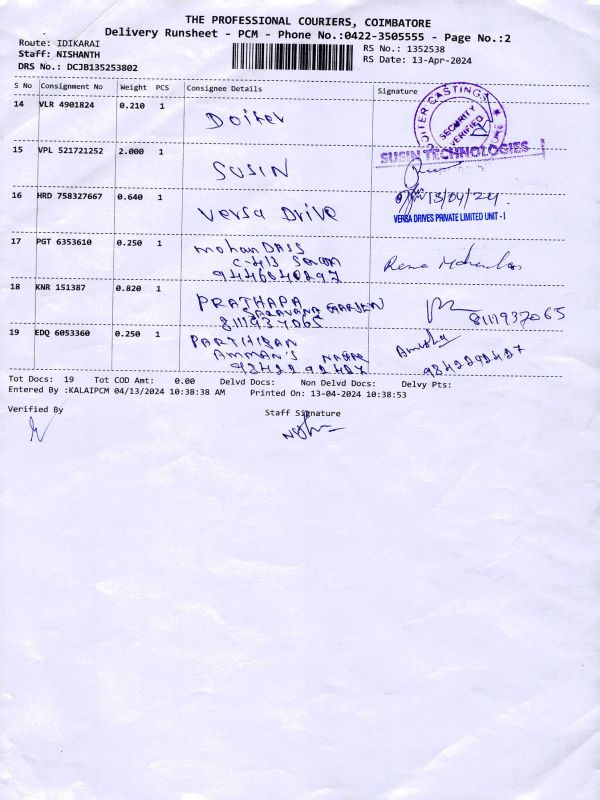 THE PROFESSIONAL COURIERS, COIMBATORE
Delivery Runsheet - PCM - Phone No.:0422-3505555 - Page No.:2
Route: IDIKARAI
RS No.: 1352538
Staff: NISHANTH
RS Date: 13-Apr-2024
DRS No.: DCJB135253802
S No Consignment No Weight PCS Consignee Details Signature
14 VLR 4901824 0.210 1 Doiter
SECURITY VERIFIED
15 VPL 521721252 2.000 1 SUSIN
SUSIN TECHNOLOGIES
16 HRD 758327667 0.640 1 Versa Drive
13/04/24.
VERSA DRIVES PRIVATE LIMITED UNIT - I
17 PGT 6353610 0.250 1 mohan DASS
C-413
18 KNR 151387 0.820 1 PRATHAPA
SARAVANA GARDEN
8111937065 8111937065
19 EDQ 6053360 0.250 1 PARTHIBAN
AMMAN'S NAGAR
9842292427 9842292427
Tot Docs: 19 Tot COD Amt: 0.00 Delvd Docs: Non Delvd Docs: Delvy Pts:
Entered By :KALAIPCM 04/13/2024 10:38:38 AM Printed On: 13-04-2024 10:38:53
Verified By Staff Signature